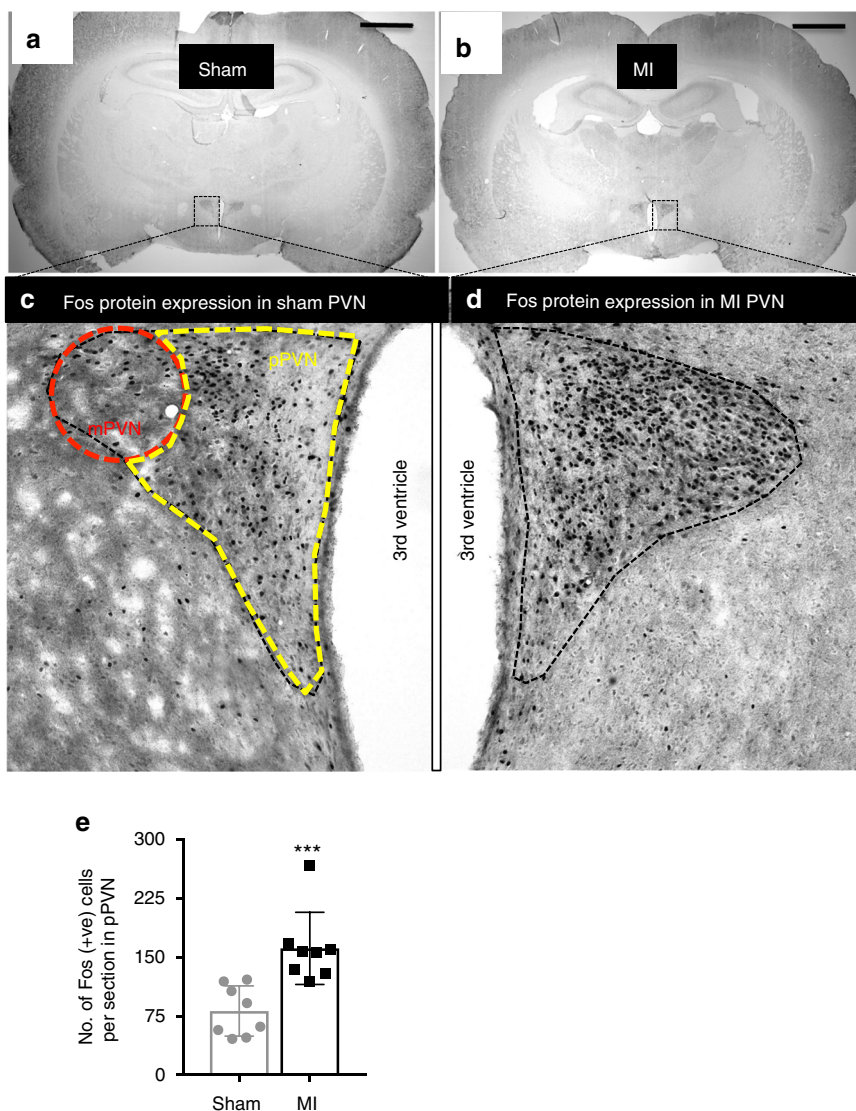 a
Sham
b
MI
c Fos protein expression in sham PVN
d Fos protein expression in MI PVN
pPVN
mPVN
3rd ventricle
3rd ventricle
e
300
225
150
75
0
No. of Fos (+ve) cells
per section in pPVN
***
Sham
MI